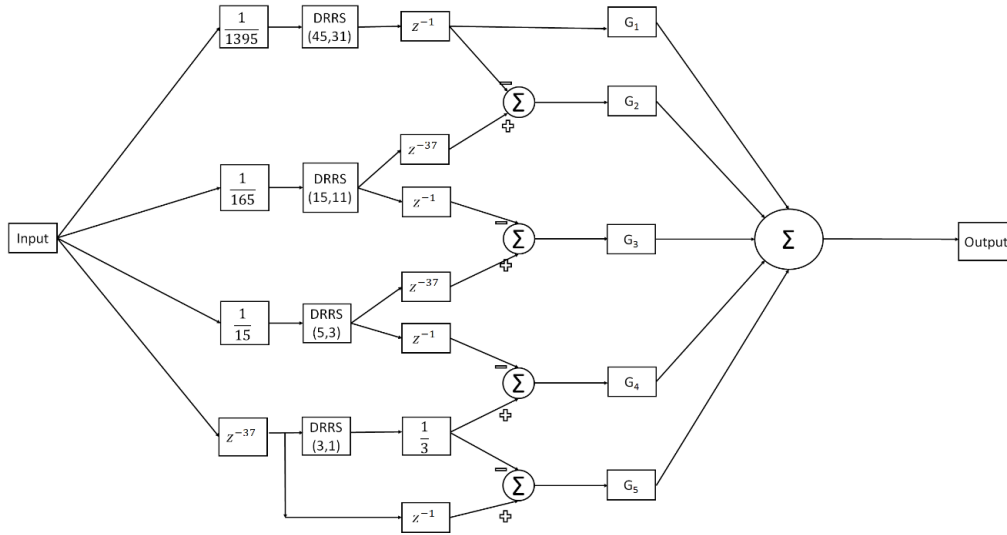 1
1395
DRRS
(45,31)
z⁻¹
G₁
−
Σ
+
G₂
z⁻³⁷
1
165
DRRS
(15,11)
z⁻¹
−
Σ
+
G₃
Input
Σ
Output
z⁻³⁷
1
15
DRRS
(5,3)
z⁻¹
−
Σ
+
G₄
z⁻³⁷
DRRS
(3,1)
1
3
−
Σ
+
G₅
z⁻¹